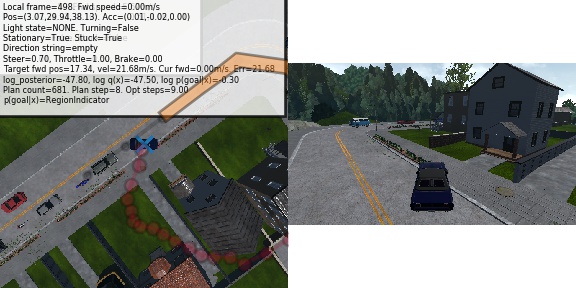 Local frame=498. Fwd speed=0.00m/s
Pos=(3.07,29.94,38.13). Acc=(0.01,-0.02,0.00)
Light state=NONE. Turning=False
Stationary=True. Stuck=True
Direction string=empty
Steer=0.70, Throttle=1.00, Brake=0.00
Target fwd pos=17.34, vel=21.68m/s. Cur fwd=0.00m/s, Err=21.68
log_posterior=-47.80, log q(x)=-47.50, log p(goal|x)=-0.30
Plan count=681. Plan step=8. Opt steps=9.00
p(goal|x)=RegionIndicator